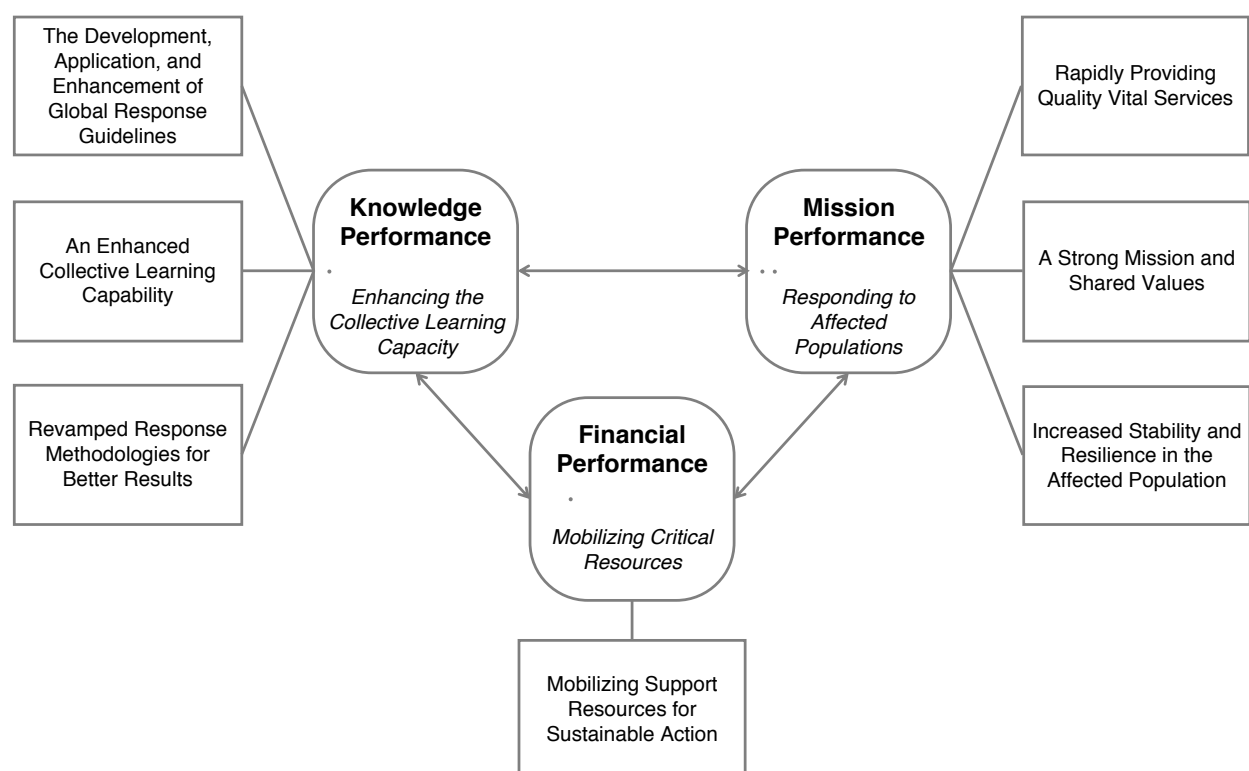 The Development,
Application, and
Enhancement of
Global Response
Guidelines
An Enhanced
Collective Learning
Capability
Revamped Response
Methodologies for
Better Results
Knowledge
Performance
Enhancing the
Collective Learning
Capacity
Mission
Performance
Responding to
Affected
Populations
Financial
Performance
Mobilizing Critical
Resources
Mobilizing Support
Resources for
Sustainable Action
Rapidly Providing
Quality Vital Services
A Strong Mission and
Shared Values
Increased Stability and
Resilience in the
Affected Population